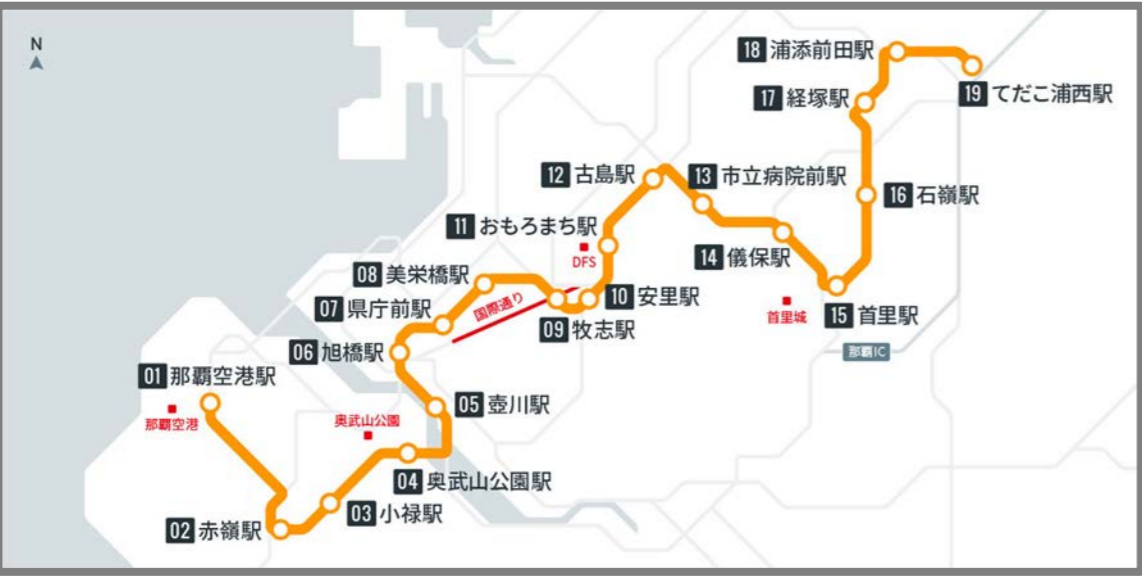 N
18 浦添前田駅
19 てだこ浦西駅
17 経塚駅
12 古島駅
13 市立病院前駅
16 石嶺駅
11 おもろまち駅
DFS
14 儀保駅
08 美栄橋駅
国際通り
10 安里駅
07 県庁前駅
09 牧志駅
首里城
15 首里駅
06 旭橋駅
那覇IC
01 那覇空港駅
那覇空港
05 壺川駅
奥武山公園
04 奥武山公園駅
03 小禄駅
02 赤嶺駅